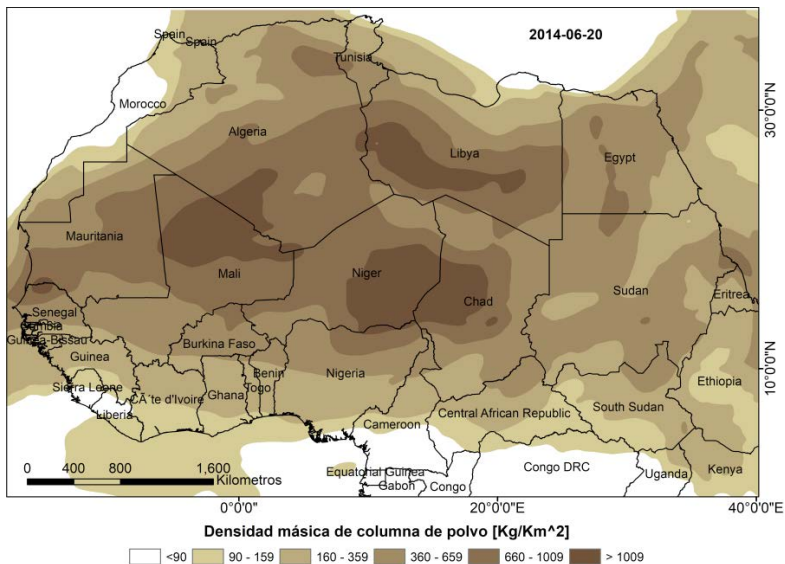 2014-06-20
Spain
Spain
Tunisia
Morocco
30°0'0"N
Algeria
Libya
Egypt
Mauritania
Mali
Niger
Chad
Sudan
Eritrea
Senegal
Gambia
Guinea-Bissau
Guinea
Burkina Faso
Benin
Togo
Nigeria
10°0'0"N
Sierra Leone
Liberia
CÃ´te d'Ivoire
Ghana
Ethiopia
Cameroon
Central African Republic
South Sudan
Equatorial Guinea
Gabon
Congo
Congo DRC
Uganda
Kenya
0 400 800 1,600
Kilometros
0°0'0" 20°0'0"E 40°0'0"E
Densidad másica de columna de polvo [Kg/Km^2]
<90 90 - 159 160 - 359 360 - 659 660 - 1009 > 1009